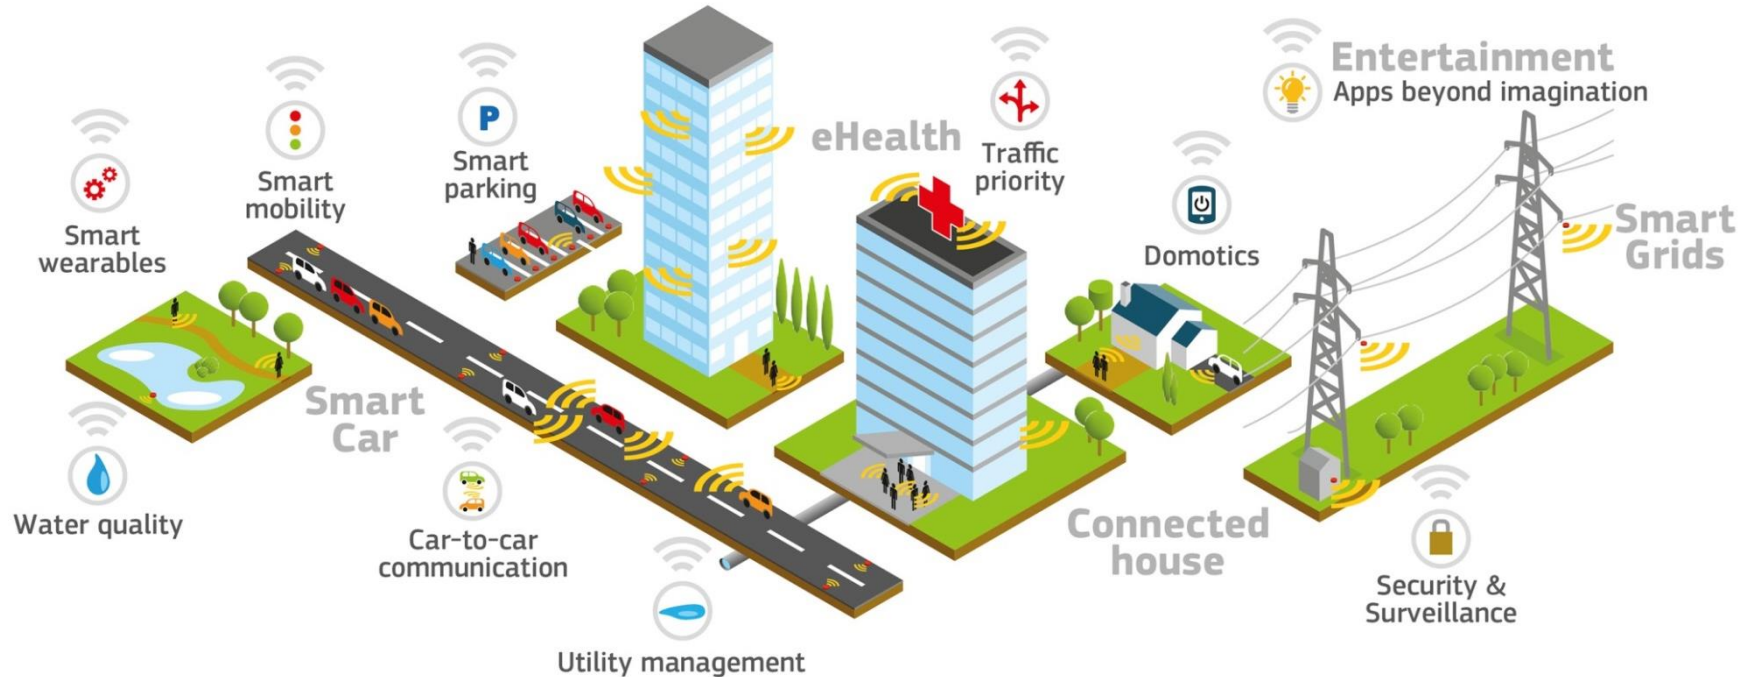 Entertainment
Apps beyond imagination
P
eHealth
Traffic
priority
Smart
parking
Smart
mobility
Smart
wearables
Domotics
Smart
Grids
Smart
Car
Water quality
Car-to-car
communication
Connected
house
Security &
Surveillance
Utility management